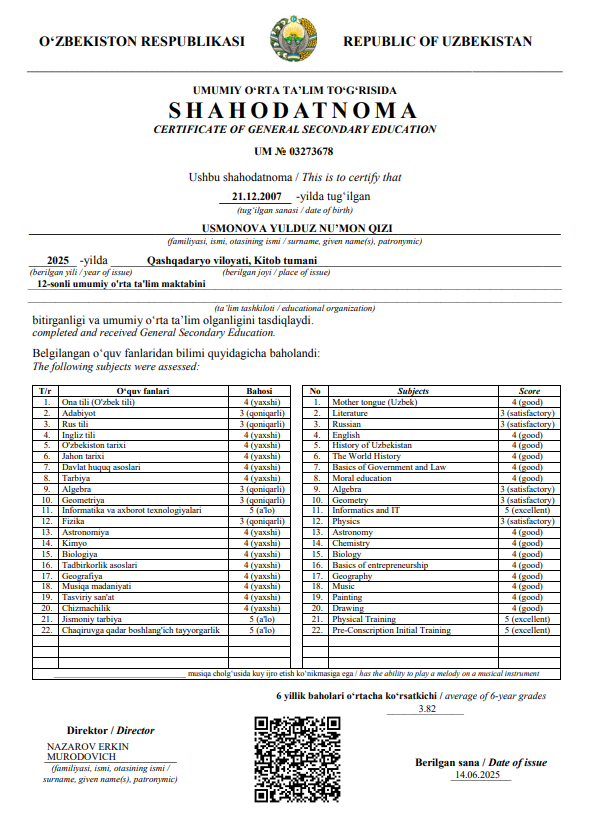 O‘ZBEKISTON RESPUBLIKASI REPUBLIC OF UZBEKISTAN
UMUMIY O‘RTA TA’LIM TO‘G‘RISIDA
SHAHODATNOMA
CERTIFICATE OF GENERAL SECONDARY EDUCATION
UM № 03273678
Ushbu shahodatnoma / This is to certify that
21.12.2007 -yilda tug‘ilgan
(tug‘ilgan sanasi / date of birth)
USMONOVA YULDUZ NU’MON QIZI
(familiyasi, ismi, otasining ismi / surname, given name(s), patronymic)
2025 -yilda Qashqadaryo viloyati, Kitob tumani
(berilgan yili / year of issue) (berilgan joyi / place of issue)
12-sonli umumiy o'rta ta'lim maktabini
(ta’lim tashkiloti / educational organization)
bitirganligi va umumiy o‘rta ta’lim olganligini tasdiqlaydi.
completed and received General Secondary Education.
Belgilangan o‘quv fanlaridan bilimi quyidagicha baholandi:
The following subjects were assessed:
T/r O‘quv fanlari Bahosi No Subjects Score
1. Ona tili (O'zbek tili) 4 (yaxshi) 1. Mother tongue (Uzbek) 4 (good)
2. Adabiyot 3 (qoniqarli) 2. Literature 3 (satisfactory)
3. Rus tili 3 (qoniqarli) 3. Russian 3 (satisfactory)
4. Ingliz tili 4 (yaxshi) 4. English 4 (good)
5. O'zbekiston tarixi 4 (yaxshi) 5. History of Uzbekistan 4 (good)
6. Jahon tarixi 4 (yaxshi) 6. The World History 4 (good)
7. Davlat huquq asoslari 4 (yaxshi) 7. Basics of Government and Law 4 (good)
8. Tarbiya 4 (yaxshi) 8. Moral education 4 (good)
9. Algebra 3 (qoniqarli) 9. Algebra 3 (satisfactory)
10. Geometriya 3 (qoniqarli) 10. Geometry 3 (satisfactory)
11. Informatika va axborot texnologiyalari 5 (a'lo) 11. Informatics and IT 5 (excellent)
12. Fizika 3 (qoniqarli) 12. Physics 3 (satisfactory)
13. Astronomiya 4 (yaxshi) 13. Astronomy 4 (good)
14. Kimyo 4 (yaxshi) 14. Chemistry 4 (good)
15. Biologiya 4 (yaxshi) 15. Biology 4 (good)
16. Tadbirkorlik asoslari 4 (yaxshi) 16. Basics of entrepreneurship 4 (good)
17. Geografiya 4 (yaxshi) 17. Geography 4 (good)
18. Musiqa madaniyati 4 (yaxshi) 18. Music 4 (good)
19. Tasviriy san'at 4 (yaxshi) 19. Painting 4 (good)
20. Chizmachilik 4 (yaxshi) 20. Drawing 4 (good)
21. Jismoniy tarbiya 5 (a'lo) 21. Physical Training 5 (excellent)
22. Chaqiruvga qadar boshlang'ich tayyorgarlik 5 (a'lo) 22. Pre-Conscription Initial Training 5 (excellent)
musiqa cholg‘usida kuy ijro etish ko‘nikmasiga ega / has the ability to play a melody on a musical instrument
6 yillik baholari o‘rtacha ko‘rsatkichi / average of 6-year grades
3.82
Direktor / Director
NAZAROV ERKIN
MURODOVICH
(familiyasi, ismi, otasining ismi /
surname, given name(s), patronymic)
Berilgan sana / Date of issue
14.06.2025